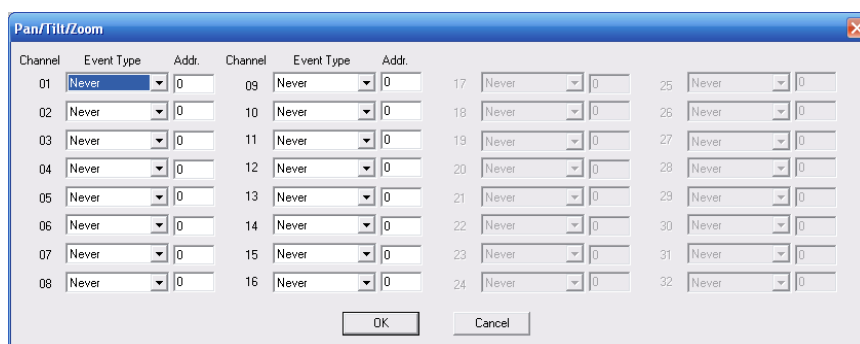 Pan/Tilt/Zoom
Channel Event Type Addr. Channel Event Type Addr.
01 Never 0 09 Never 0 17 Never 0 25 Never 0
02 Never 0 10 Never 0 18 Never 0 26 Never 0
03 Never 0 11 Never 0 19 Never 0 27 Never 0
04 Never 0 12 Never 0 20 Never 0 28 Never 0
05 Never 0 13 Never 0 21 Never 0 29 Never 0
06 Never 0 14 Never 0 22 Never 0 30 Never 0
07 Never 0 15 Never 0 23 Never 0 31 Never 0
08 Never 0 16 Never 0 24 Never 0 32 Never 0
OK Cancel